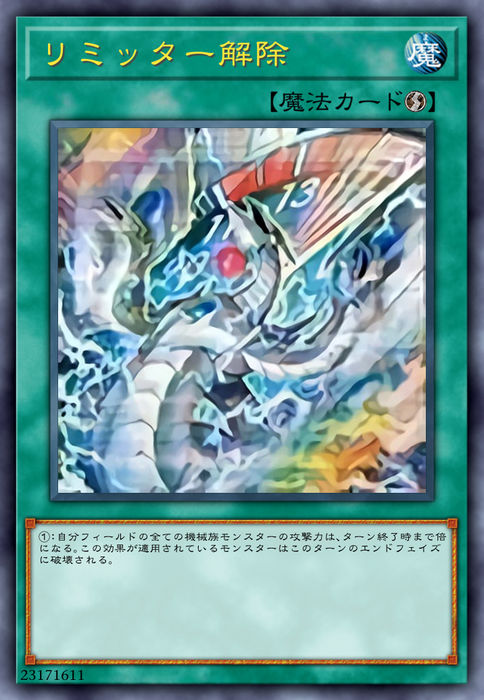 リミッター解除
魔
【魔法カード】
13
①：自分フィールドの全ての機械族モンスターの攻撃力は、ターン終了時まで倍
になる。この効果が適用されているモンスターはこのターンのエンドフェイズ
に破壊される。
23171611